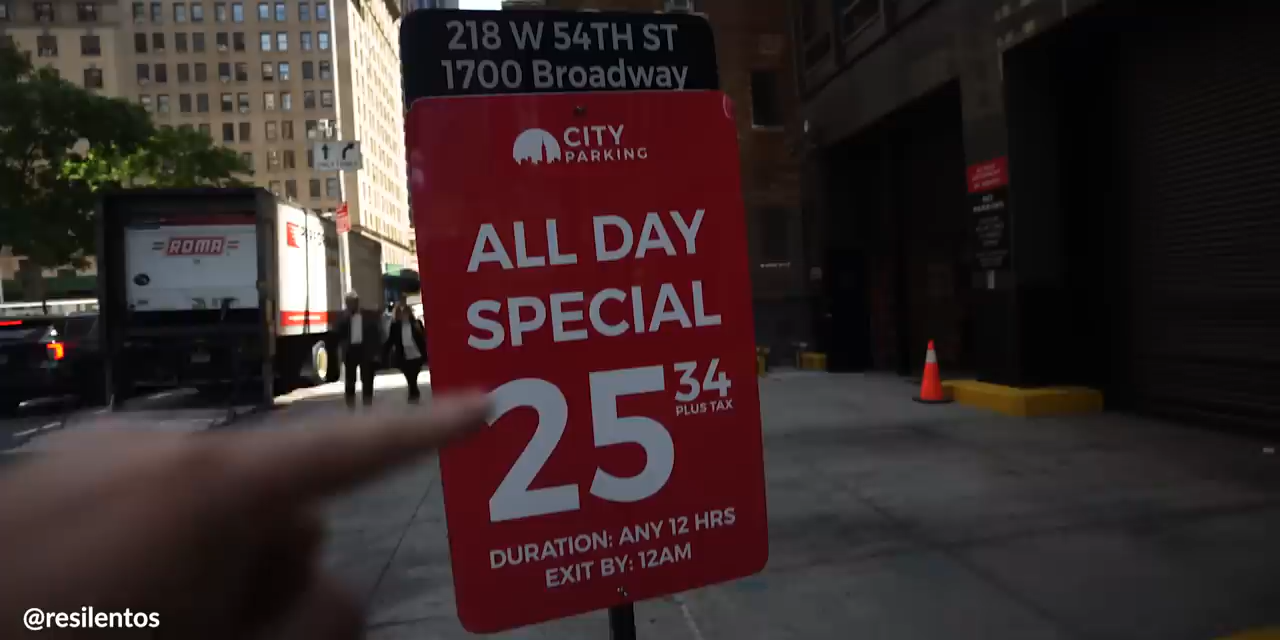 218 W 54TH ST
1700 Broadway
CITY
PARKING
ALL DAY
SPECIAL
25 34
PLUS TAX
DURATION: ANY 12 HRS
EXIT BY: 12AM
ROMA
@resilentos